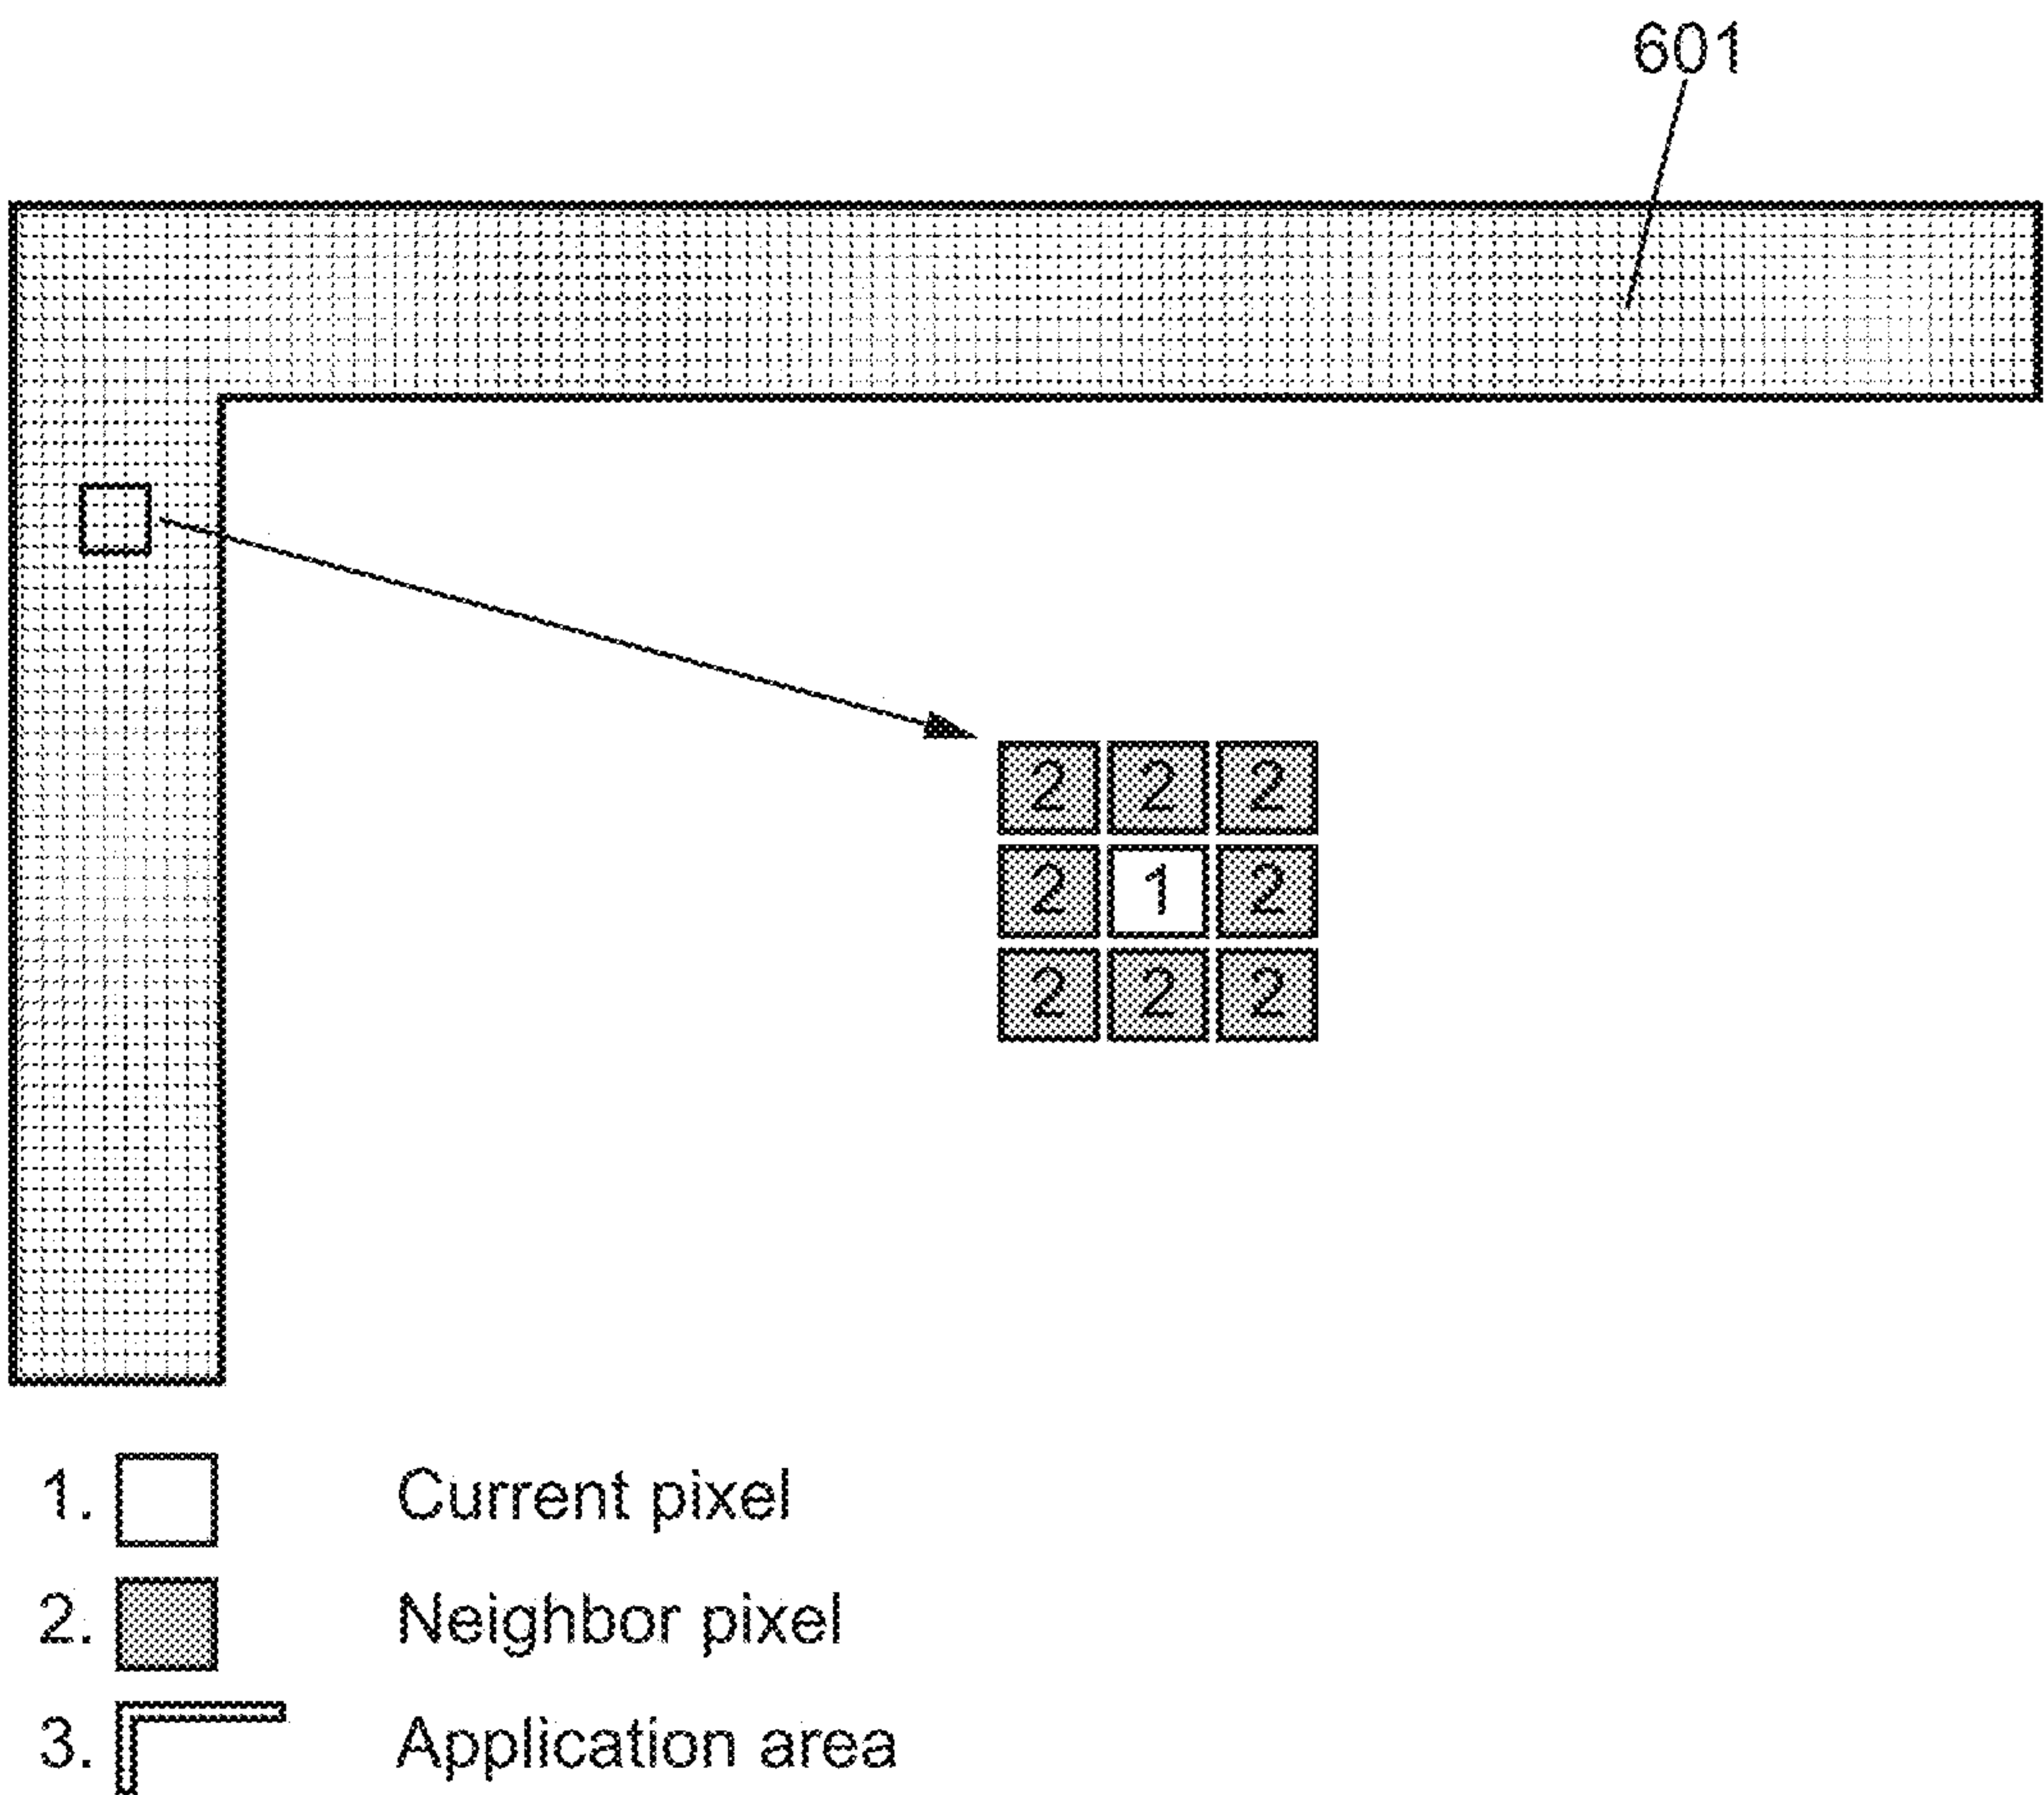 601
2 2 2
2 1 2
2 2 2
1. Current pixel
2. Neighbor pixel
3. Application area